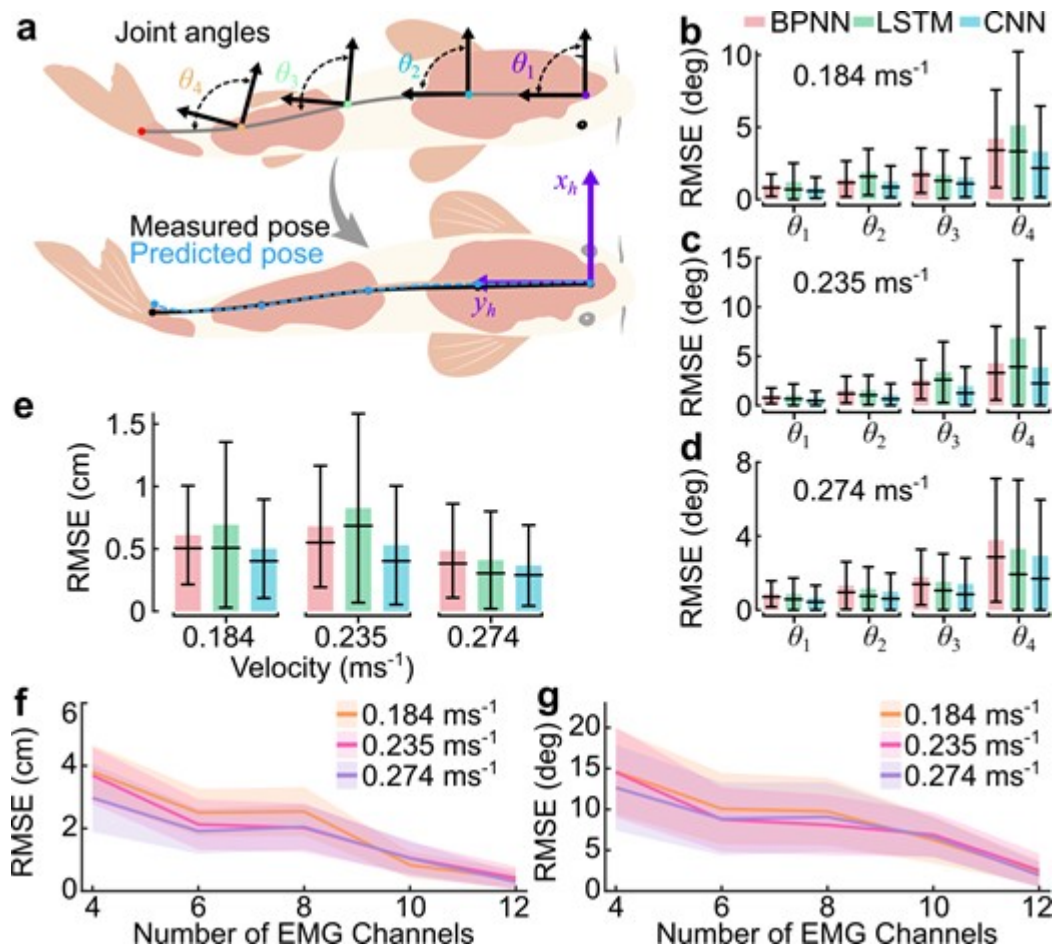 a
Joint angles
θ4
θ3
θ2
θ1
Measured pose
Predicted pose
xh
yh
BPNN LSTM CNN
b
0.184 ms-1
RMSE (deg)
10
5
0
θ1 θ2 θ3 θ4
c
0.235 ms-1
RMSE (deg)
15
10
5
0
θ1 θ2 θ3 θ4
d
0.274 ms-1
RMSE (deg)
8
4
0
θ1 θ2 θ3 θ4
e
RMSE (cm)
1.5
1
0.5
0
0.184 0.235 0.274
Velocity (ms-1)
f
RMSE (cm)
6
4
2
0
0.184 ms-1
0.235 ms-1
0.274 ms-1
4 6 8 10 12
Number of EMG Channels
g
RMSE (deg)
20
15
10
5
0
0.184 ms-1
0.235 ms-1
0.274 ms-1
4 6 8 10 12
Number of EMG Channels